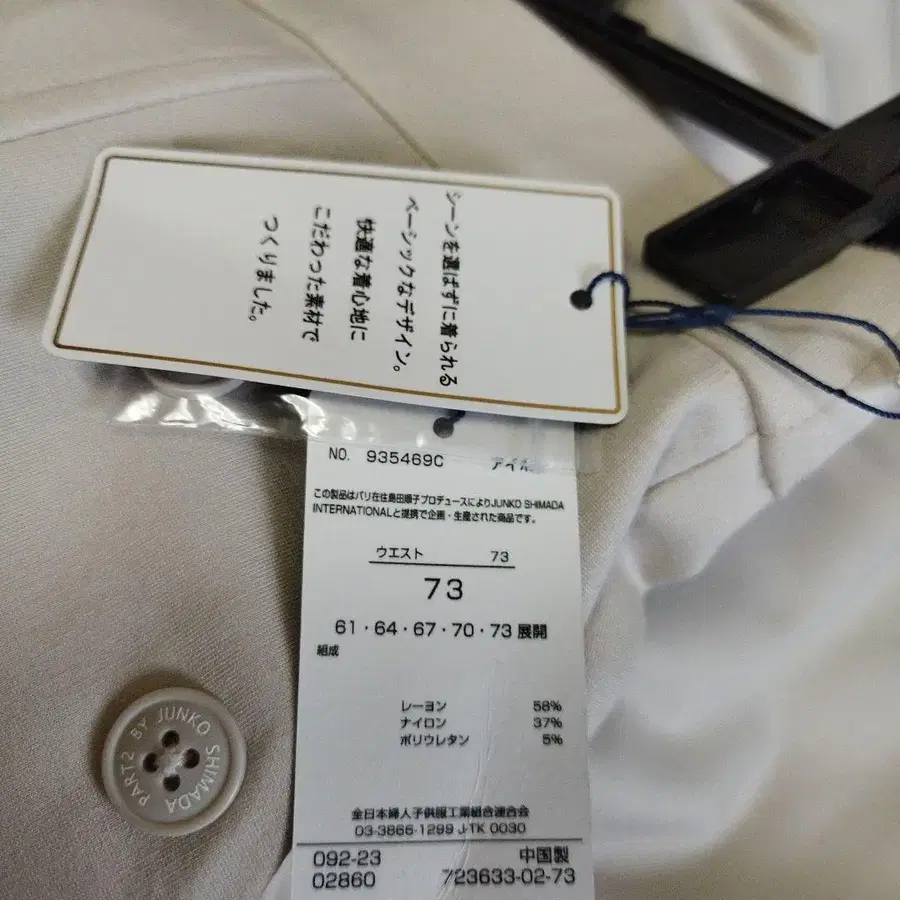 シーンを選ばずに着られる
ベーシックなデザイン。
快適な着心地に
こだわった素材で
つくりました。
NO. 935469C
この製品はパリ在住島田順子プロデュースによりJUNKO SHIMADA
INTERNATIONALと提携で企画・生産された商品です。
ウエスト 73
73
61・64・67・70・73 展開
組成
レーヨン 58%
ナイロン 37%
ポリウレタン 5%
全日本婦人子供服工業組合連合会
03-3866-1299 J-TK 0030
092-23 中国製
02860 723633-02-73
PART2 BY JUNKO SHIMADA